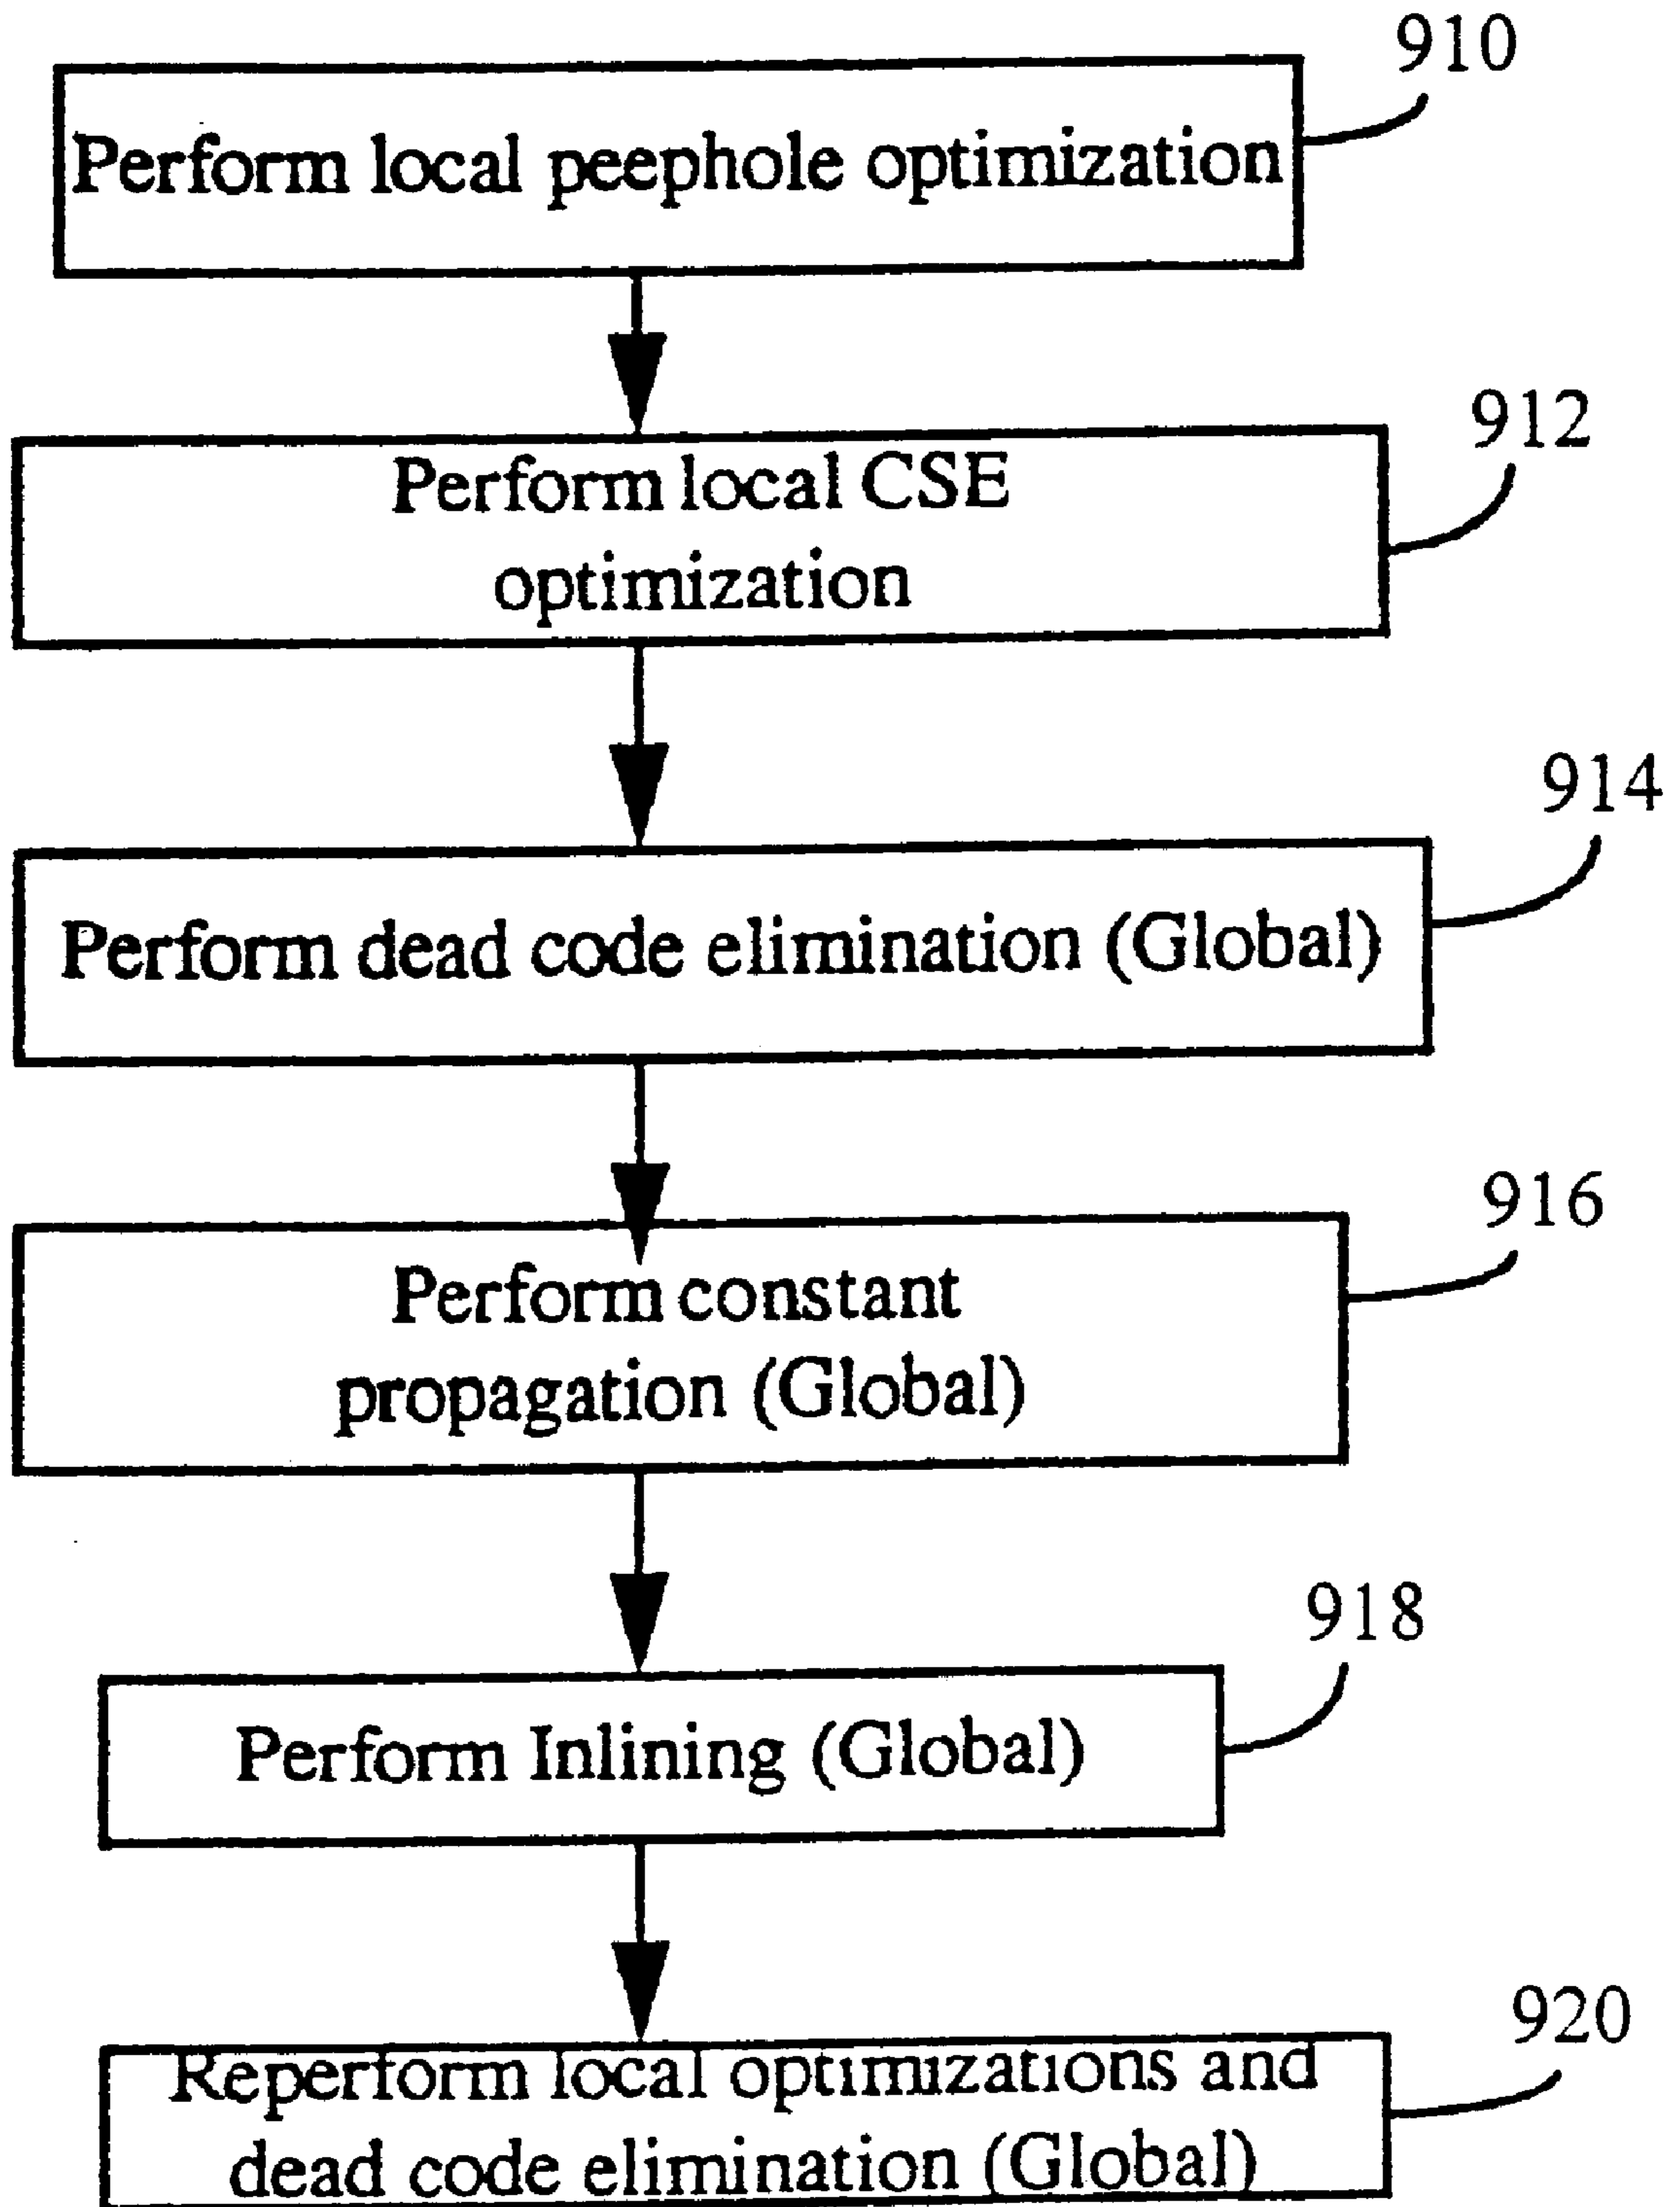 910
Perform local peephole optimization
912
Perform local CSE
optimization
914
Perform dead code elimination (Global)
916
Perform constant
propagation (Global)
918
Perform Inlining (Global)
920
Reperform local optimizations and
dead code elimination (Global)